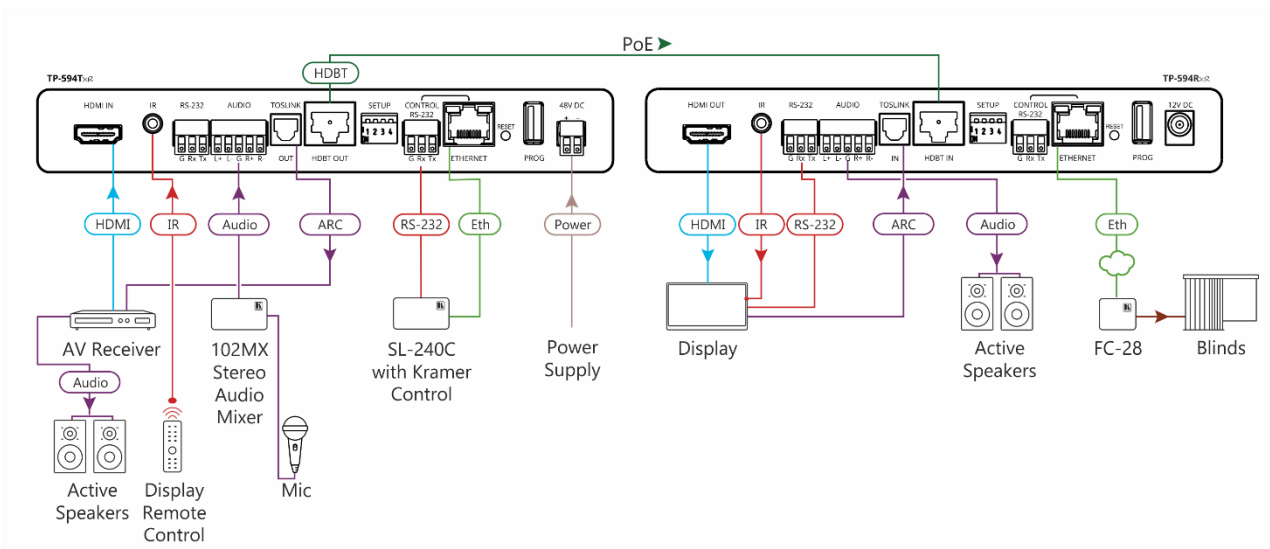 PoE
HDBT
TP-594TxR
HDMI IN
IR
RS-232
AUDIO
TOSLINK
SETUP
CONTROL
RS-232
48V DC
+ -
1 2 3 4
RESET
G Rx Tx
L+ L- G R+ R-
OUT
HDBT OUT
G Rx Tx
ETHERNET
PROG
TP-594RxR
HDMI OUT
IR
RS-232
AUDIO
TOSLINK
SETUP
CONTROL
RS-232
12V DC
1 2 3 4
RESET
G Rx Tx
L+ L- G R+ R-
IN
HDBT IN
G Rx Tx
ETHERNET
PROG
HDMI
IR
Audio
ARC
RS-232
Eth
Power
HDMI
IR
RS-232
ARC
Audio
Eth
AV Receiver
102MX
Stereo
Audio
Mixer
SL-240C
with Kramer
Control
Power
Supply
Display
Active
Speakers
FC-28
Blinds
Audio
Active
Speakers
Display
Remote
Control
Mic